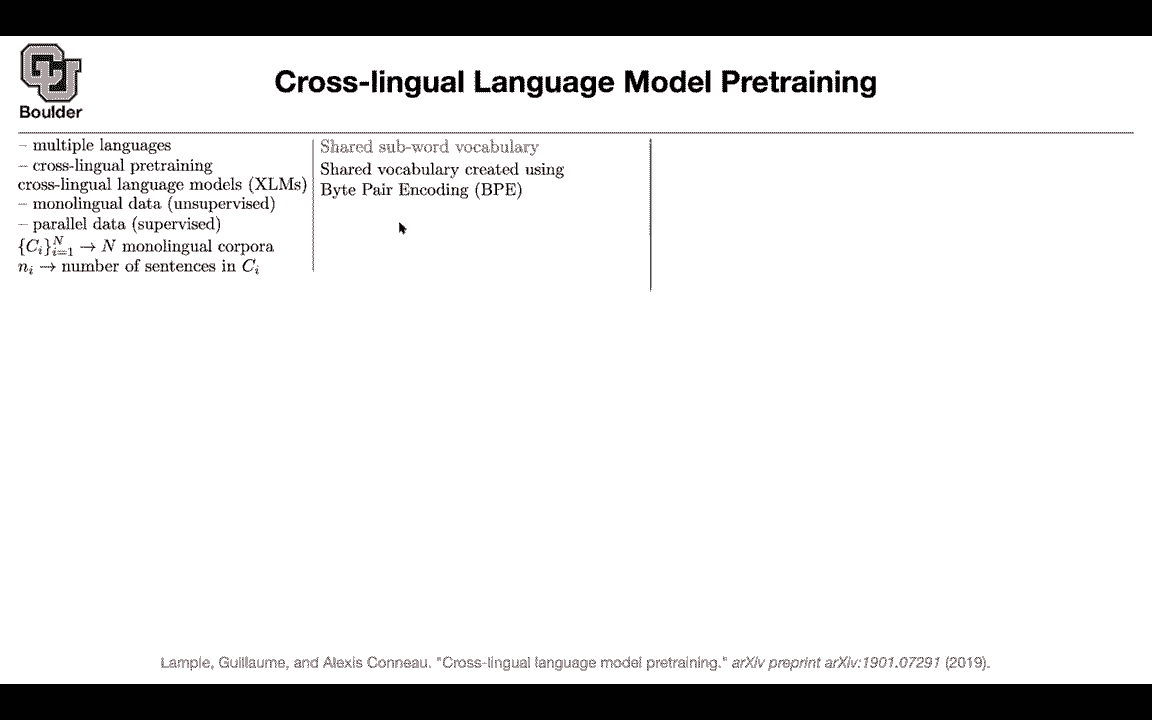 Boulder
Cross-lingual Language Model Pretraining
– multiple languages
– cross-lingual pretraining
cross-lingual language models (XLMs)
– monolingual data (unsupervised)
– parallel data (supervised)
{C_i}_{i=1}^N → N monolingual corpora
n_i → number of sentences in C_i
Shared sub-word vocabulary
Shared vocabulary created using
Byte Pair Encoding (BPE)
Lample, Guillaume, and Alexis Conneau. "Cross-lingual language model pretraining." arXiv preprint arXiv:1901.07291 (2019).